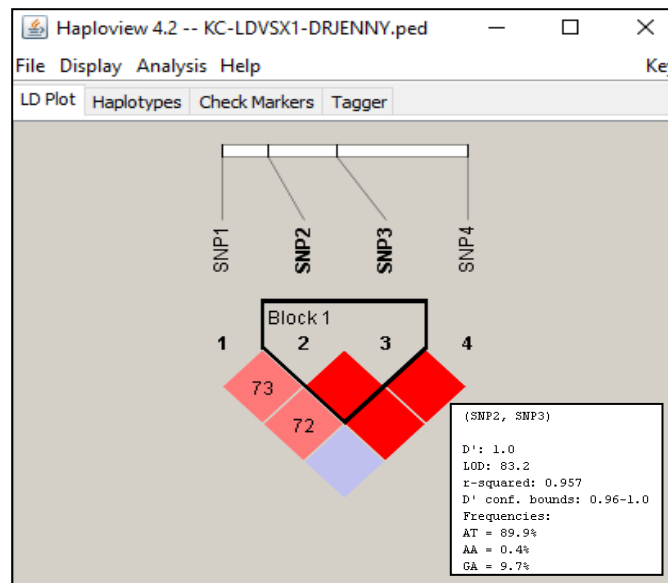 Haploview 4.2 -- KC-LDVSX1-DRJENNY.ped
File Display Analysis Help Key
LD Plot Haplotypes Check Markers Tagger
SNP1 SNP2 SNP3 SNP4
Block 1
1 2 3 4
73
72
(SNP2, SNP3)
D': 1.0
LOD: 83.2
r-squared: 0.957
D' conf. bounds: 0.96-1.0
Frequencies:
AT = 89.9%
AA = 0.4%
GA = 9.7%